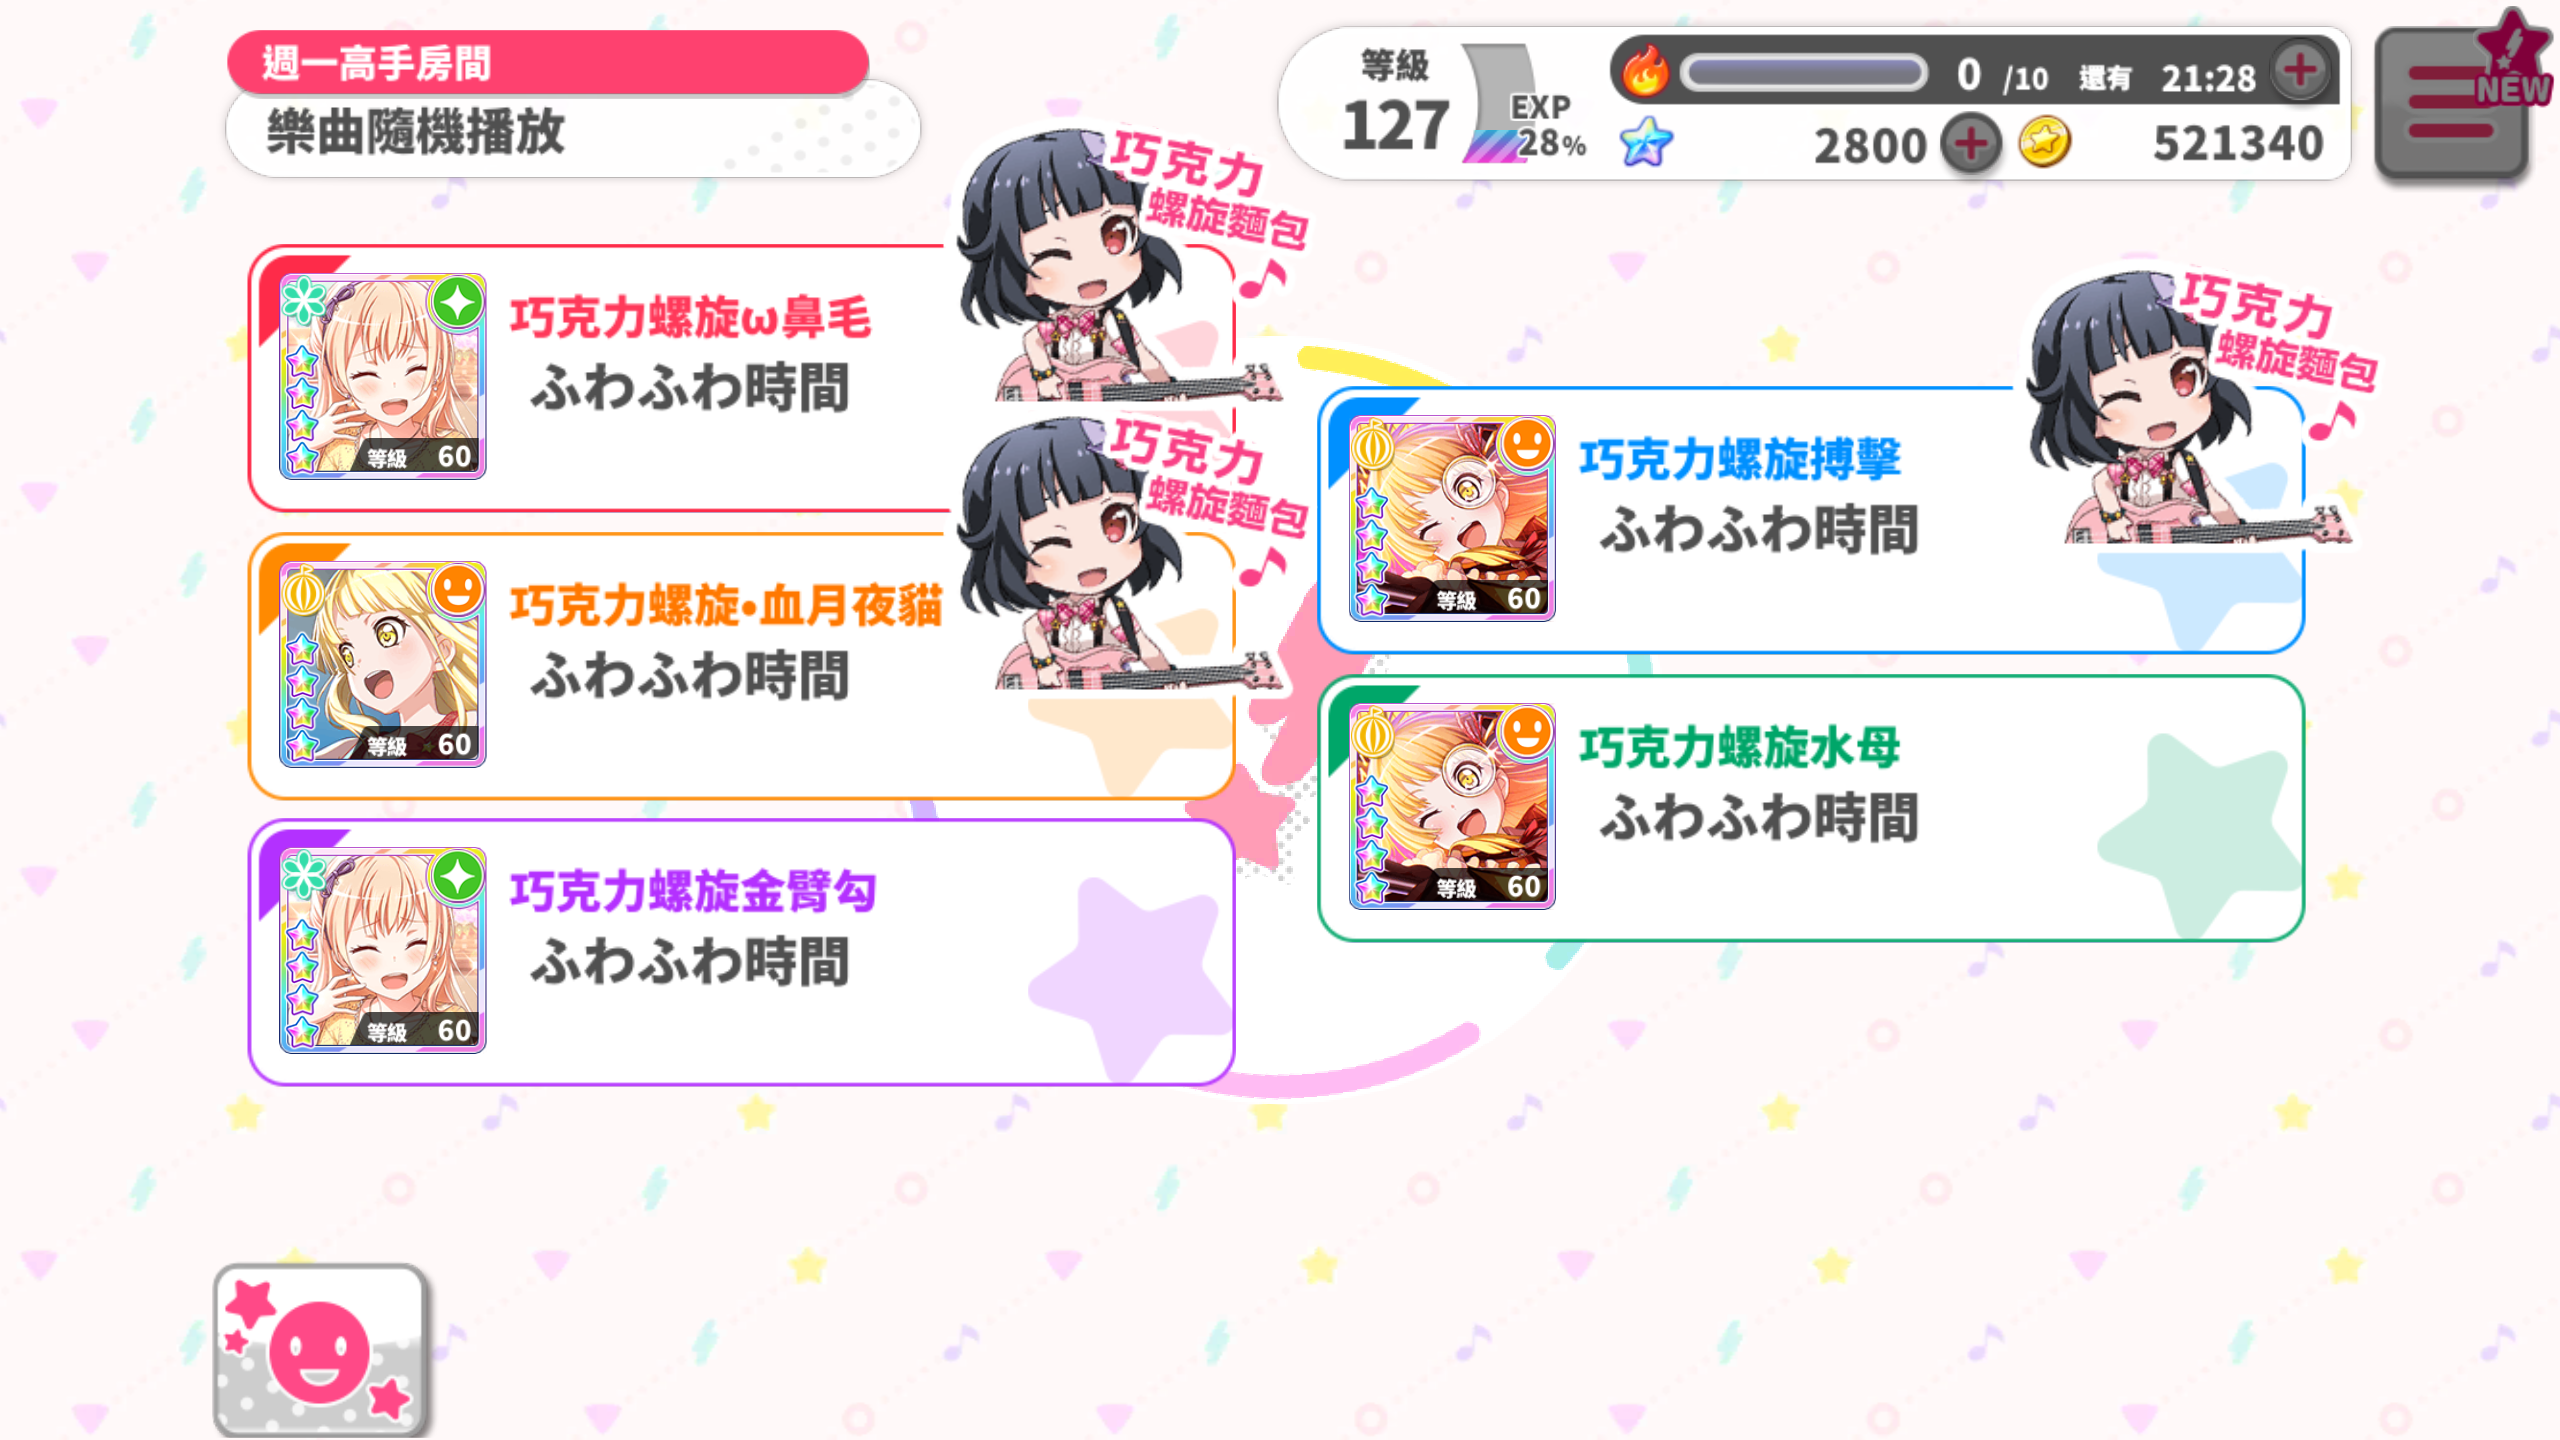 週一高手房間
樂曲隨機播放
等級
127
EXP
28%
0 /10 還有 21:28
2800
521340
NEW
巧克力
螺旋麵包
巧克力螺旋ω鼻毛
ふわふわ時間
等級 60
巧克力
螺旋麵包
巧克力螺旋搏擊
ふわふわ時間
等級 60
巧克力
螺旋麵包
巧克力螺旋•血月夜貓
ふわふわ時間
等級 60
巧克力螺旋水母
ふわふわ時間
等級 60
巧克力螺旋金臂勾
ふわふわ時間
等級 60